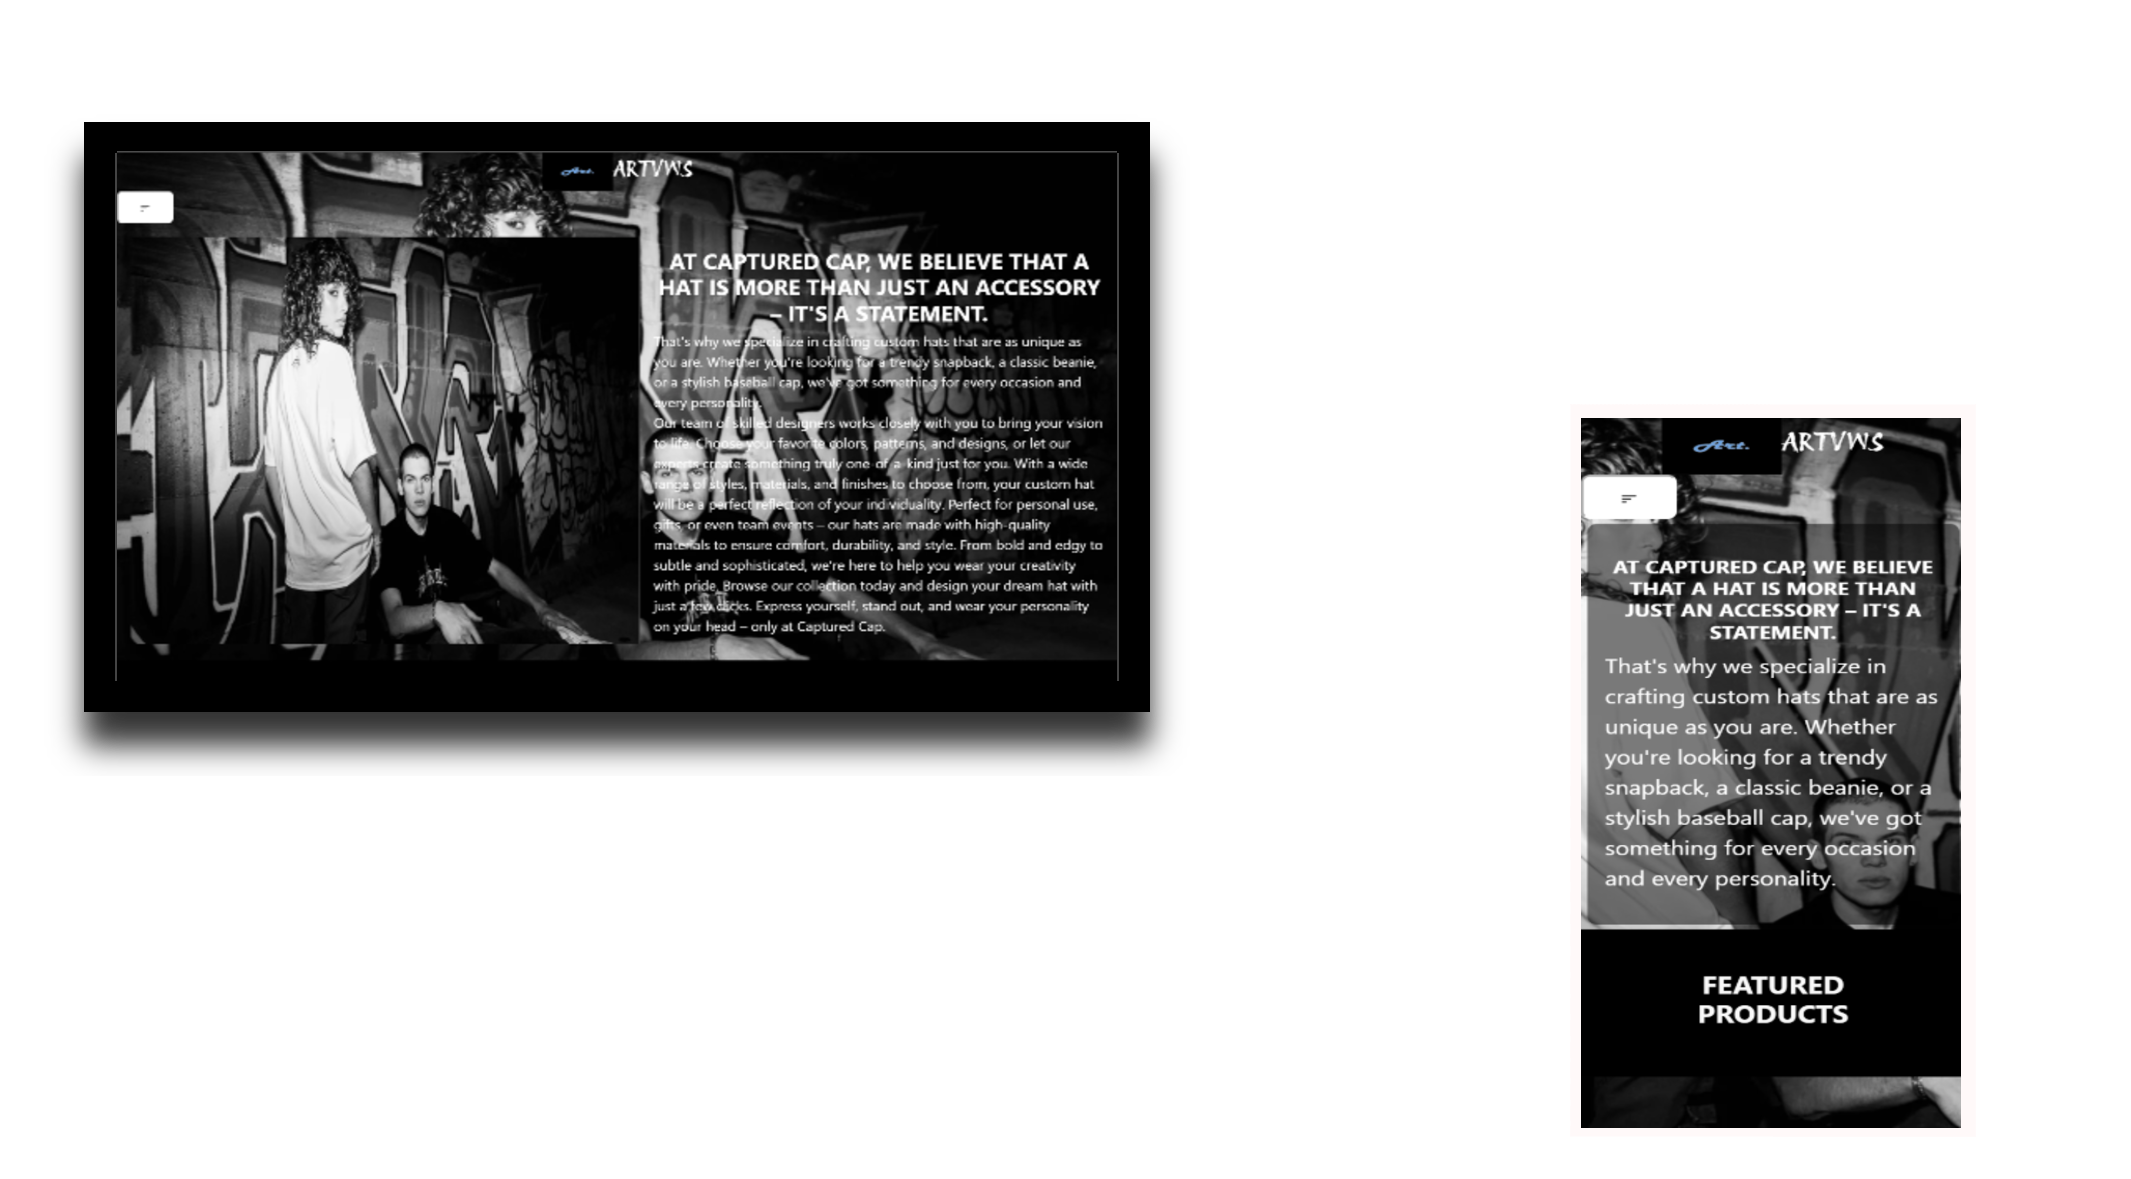 Art. ARTVWS
AT CAPTURED CAP, WE BELIEVE THAT A
HAT IS MORE THAN JUST AN ACCESSORY
– IT'S A STATEMENT.
That's why we specialize in crafting custom hats that are as unique as
you are. Whether you're looking for a trendy snapback, a classic beanie,
or a stylish baseball cap, we've got something for every occasion and
every personality.
Our team of skilled designers works closely with you to bring your vision
to life. Choose your favorite colors, patterns, and designs, or let our
experts create something truly one-of-a-kind just for you. With a wide
range of styles, materials, and finishes to choose from, your custom hat
will be a perfect reflection of your individuality. Perfect for personal use,
gifts, or even team events – our hats are made with high-quality
materials to ensure comfort, durability, and style. From bold and edgy to
subtle and sophisticated, we're here to help you wear your creativity
with pride. Browse our collection today and design your dream hat with
just a few clicks. Express yourself, stand out, and wear your personality
on your head – only at Captured Cap.
Art. ARTVWS
AT CAPTURED CAP, WE BELIEVE
THAT A HAT IS MORE THAN
JUST AN ACCESSORY – IT'S A
STATEMENT.
That's why we specialize in
crafting custom hats that are as
unique as you are. Whether
you're looking for a trendy
snapback, a classic beanie, or a
stylish baseball cap, we've got
something for every occasion
and every personality.
FEATURED
PRODUCTS